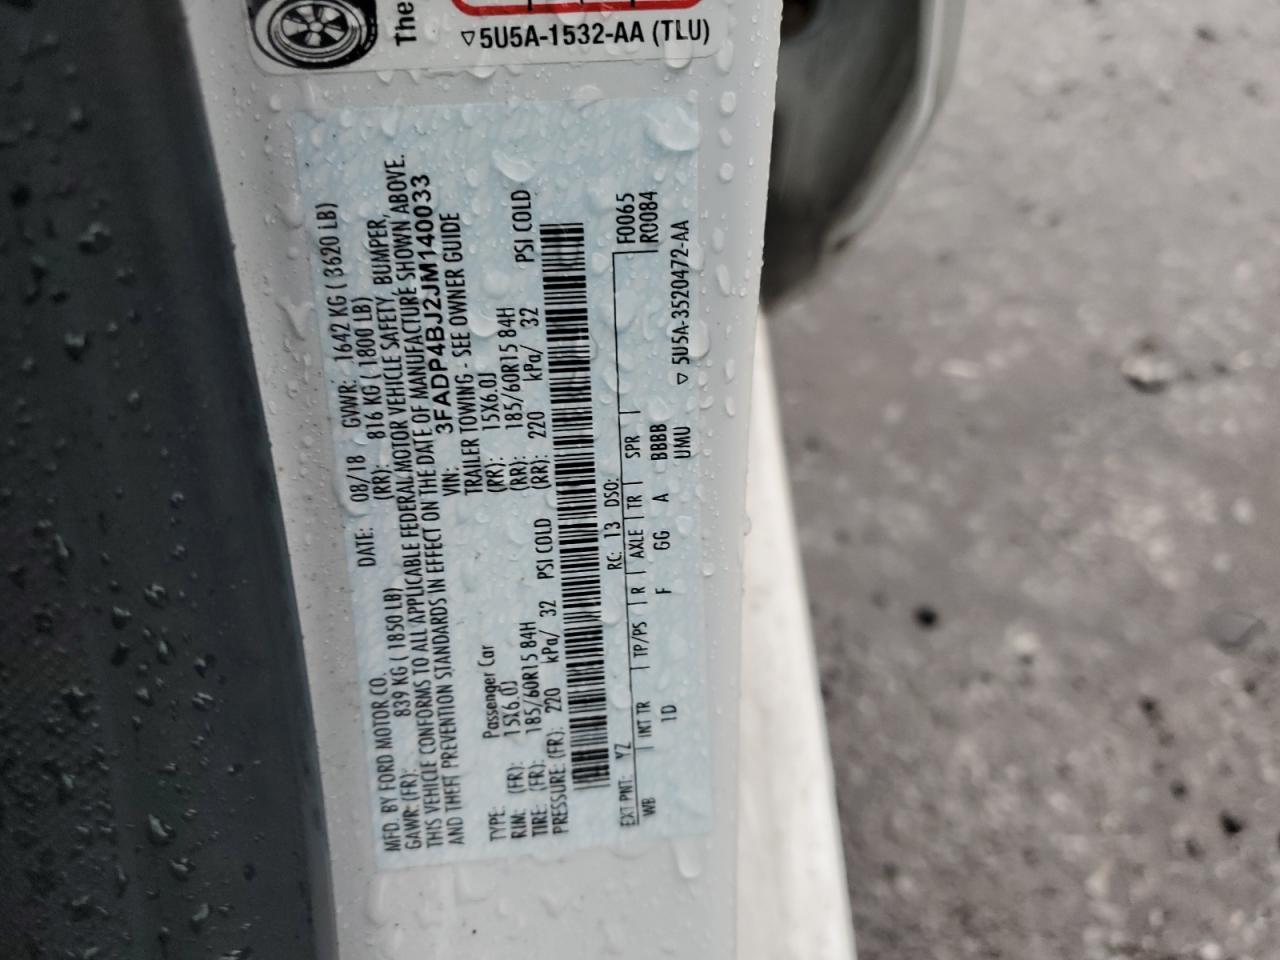 The
▽5U5A-1532-AA (TLU)
MFD. BY FORD MOTOR CO. DATE: 08/18 GVWR: 1642 KG ( 3620 LB)
GAWR: (FR): 839 KG ( 1850 LB) (RR): 816 KG ( 1800 LB)
THIS VEHICLE CONFORMS TO ALL APPLICABLE FEDERAL MOTOR VEHICLE SAFETY, BUMPER,
AND THEFT PREVENTION STANDARDS IN EFFECT ON THE DATE OF MANUFACTURE SHOWN ABOVE.
VIN: 3FADP4BJ2JM140033
TYPE: Passenger Car TRAILER TOWING - SEE OWNER GUIDE
RIM: (FR): 15X6.0J (RR): 15X6.0J
TIRE: (FR): 185/60R15 84H (RR): 185/60R15 84H
PRESSURE: (FR): 220 kPa/ 32 PSI COLD (RR): 220 kPa/ 32 PSI COLD
RC: 13 DSO: F0065
EXT PNT: YZ R0084
WB INT TR TP/PS R AXLE TR SPR
1D F GG A BBBB
UMU
▽ 5U5A-3520472-AA